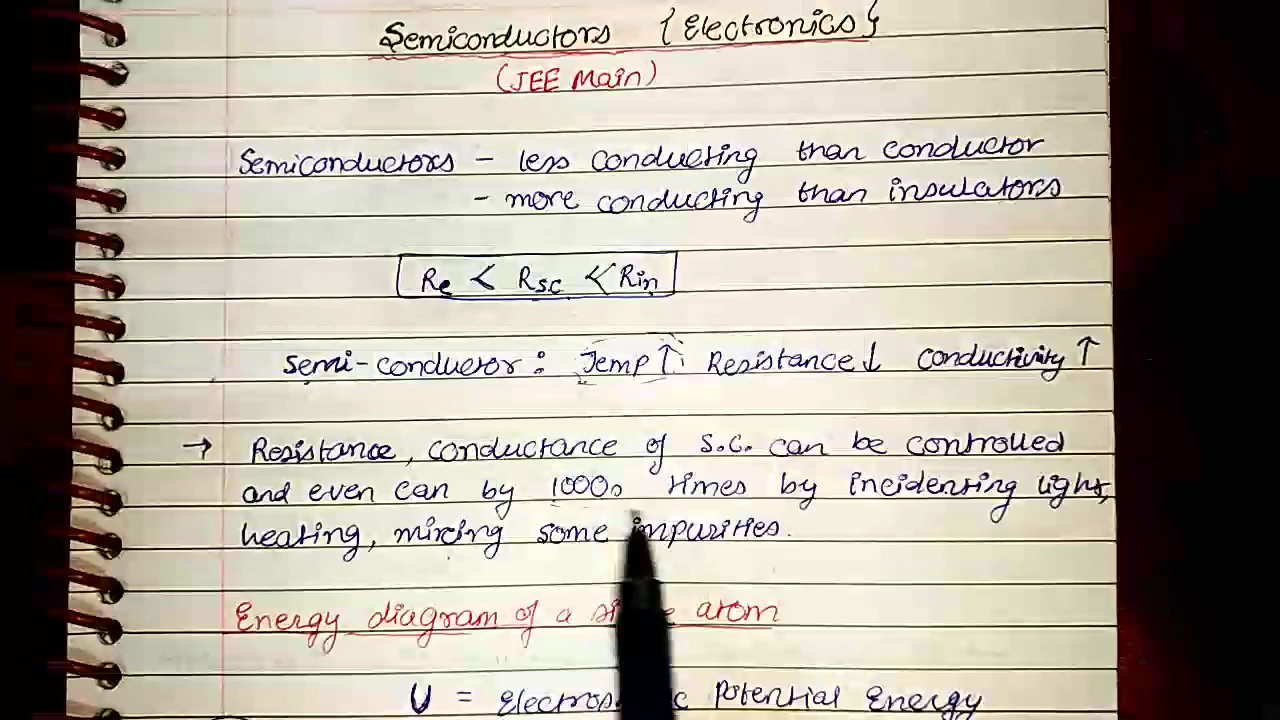 Semiconductors {Electronics}
(JEE Main)
Semiconductors - less conducting than conductor
- more conducting than insulators
Re < Rsc < Rin
Semi-conductor : Temp ↑ Resistance ↓ conductivity ↑
→ Resistance, conductance of S.C. can be controlled
and even can by 1000s times by incidenting light,
heating, mixing some impurities.
Energy diagram of a atom
U = Potential Energy